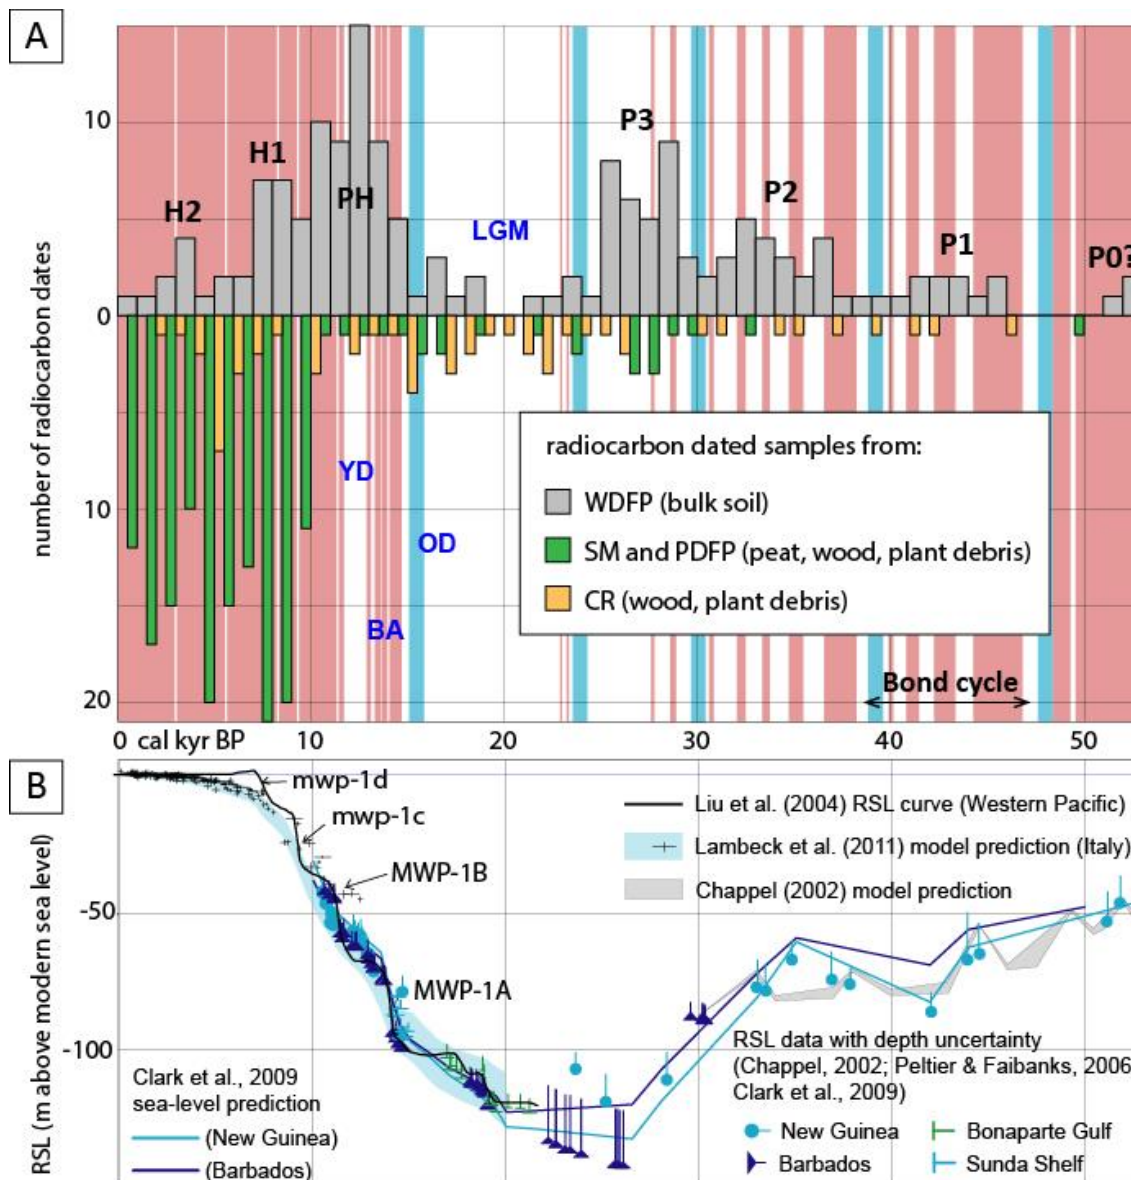 A
number of radiocarbon dates
10
0
10
20
H2
H1
PH
LGM
P3
P2
P1
P0?
YD
OD
BA
radiocarbon dated samples from:
WDFP (bulk soil)
SM and PDFP (peat, wood, plant debris)
CR (wood, plant debris)
Bond cycle
0 cal kyr BP 10 20 30 40 50
B
RSL (m above modern sea level)
-50
-100
mwp-1d
mwp-1c
MWP-1B
MWP-1A
Liu et al. (2004) RSL curve (Western Pacific)
Lambeck et al. (2011) model prediction (Italy)
Chappel (2002) model prediction
Clark et al., 2009
sea-level prediction
(New Guinea)
(Barbados)
RSL data with depth uncertainty
(Chappel, 2002; Peltier & Faibanks, 2006
Clark et al., 2009)
New Guinea
Bonaparte Gulf
Barbados
Sunda Shelf